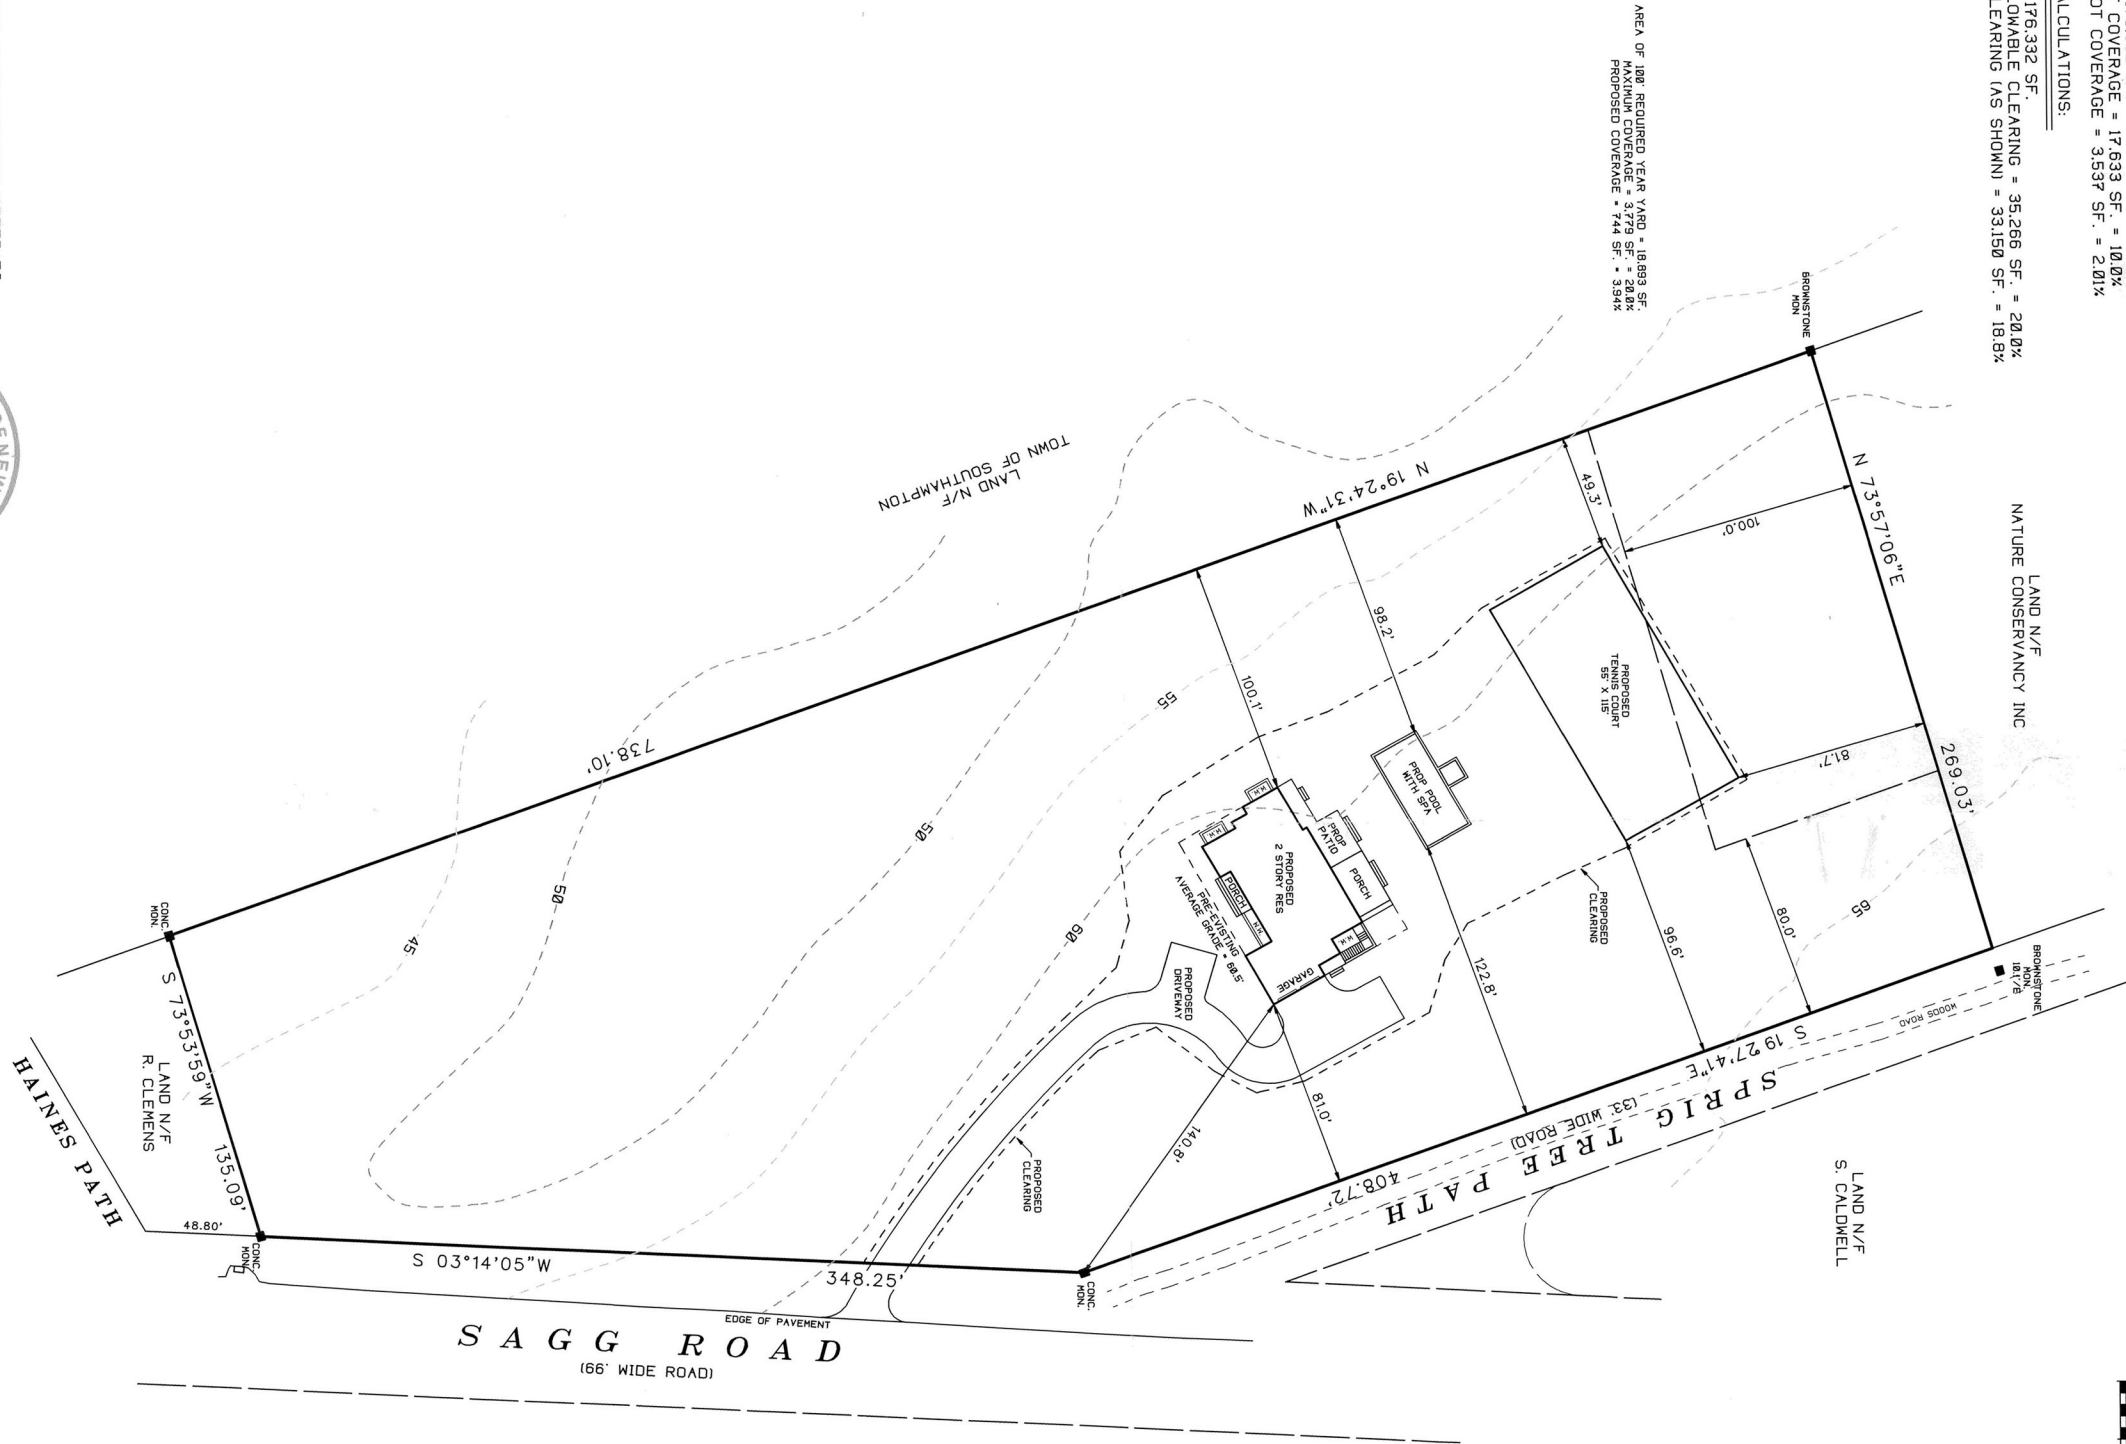 T COVERAGE = 17,633 SF. = 10.0%
OT COVERAGE = 3,537 SF. = 2.01%
ALCULATIONS:
176,332 SF.
LOWABLE CLEARING = 35,266 SF. = 20.0%
LEARING (AS SHOWN) = 33,150 SF. = 18.8%
AREA OF 100' REQUIRED YEAR YARD = 18,893 SF.
MAXIMUM COVERAGE = 3,779 SF. = 20.0%
PROPOSED COVERAGE = 744 SF. = 3.94%
BROWNSTONE
MON
N 73°57'06"E
269.03'
LAND N/F
NATURE CONSERVANCY INC
LAND N/F
TOWN OF SOUTHAMPTON
N 19°24'31"W
738.10'
49.3'
100.0'
98.2'
100.1'
PROPOSED
TENNIS COURT
55' X 115'
81.7'
80.0'
96.6'
122.8'
81.0'
140.8'
PROP POOL
WITH SPA
PROP
PATIO
PORCH
PROPOSED
2 STORY RES
W.W.
W.W.
PORCH
W.W.
W.W.
GARAGE
PRE-EXISTING
AVERAGE GRADE = 60.5'
PROPOSED
DRIVEWAY
PROPOSED
CLEARING
PROPOSED
CLEARING
55
50
50
45
60
65
BROWNSTONE
MON.
10.1'/E
WOODS ROAD
S 19°27'41"E
408.72'
SPRIG TREE PATH
(33' WIDE ROAD)
LAND N/F
S. CALDWELL
CONC.
MON.
S 73°53'59"W
135.09'
LAND N/F
R. CLEMENS
HAINES PATH
48.80'
CONC.
MON.
S 03°14'05"W
348.25'
CONC.
MON.
EDGE OF PAVEMENT
SAGG ROAD
(66' WIDE ROAD)